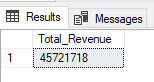 Results Messages
Total_Revenue
1 45721718